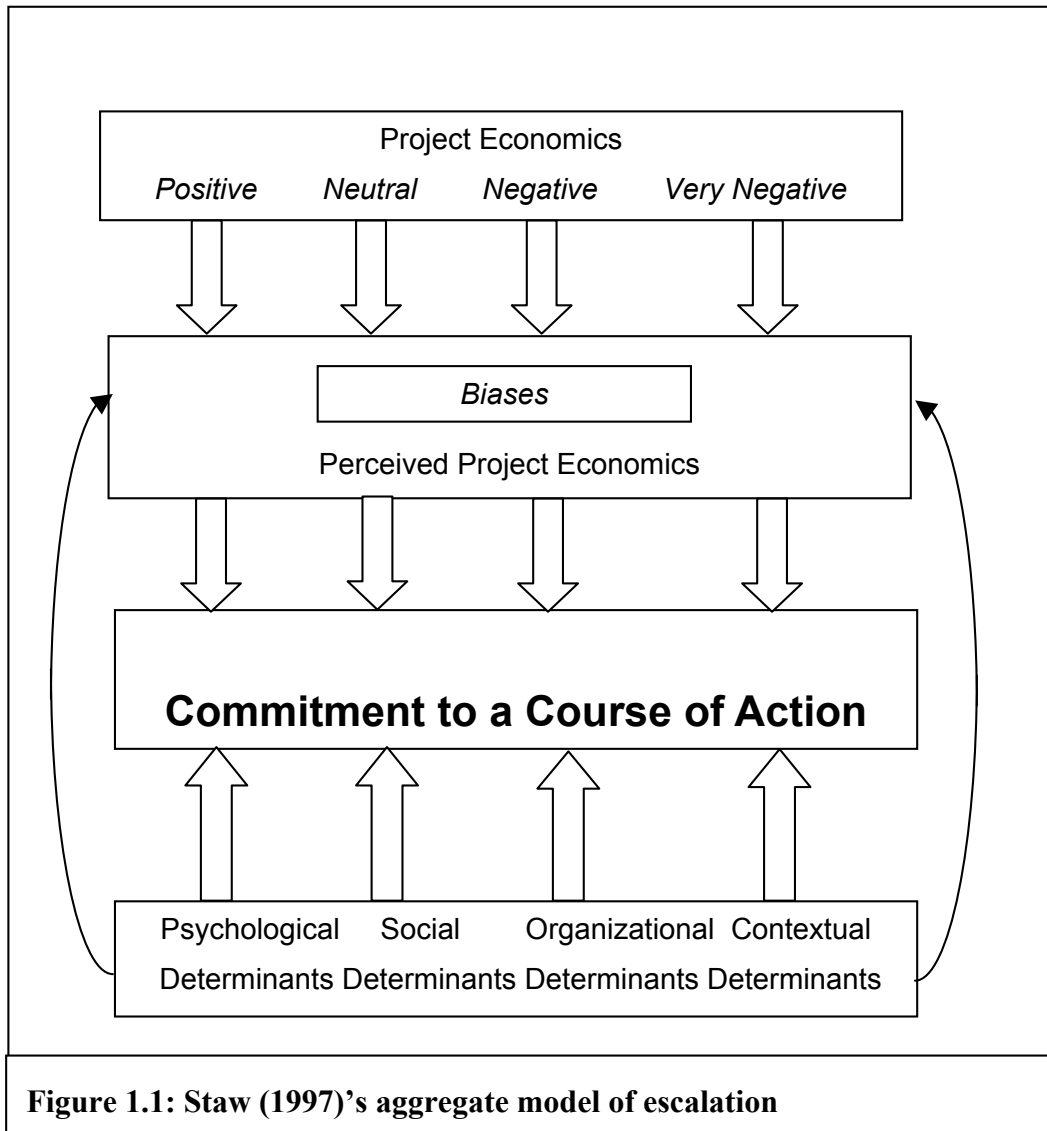 Project Economics
Positive Neutral Negative Very Negative
Biases
Perceived Project Economics
Commitment to a Course of Action
Psychological Social Organizational Contextual
Determinants Determinants Determinants Determinants
Figure 1.1: Staw (1997)’s aggregate model of escalation